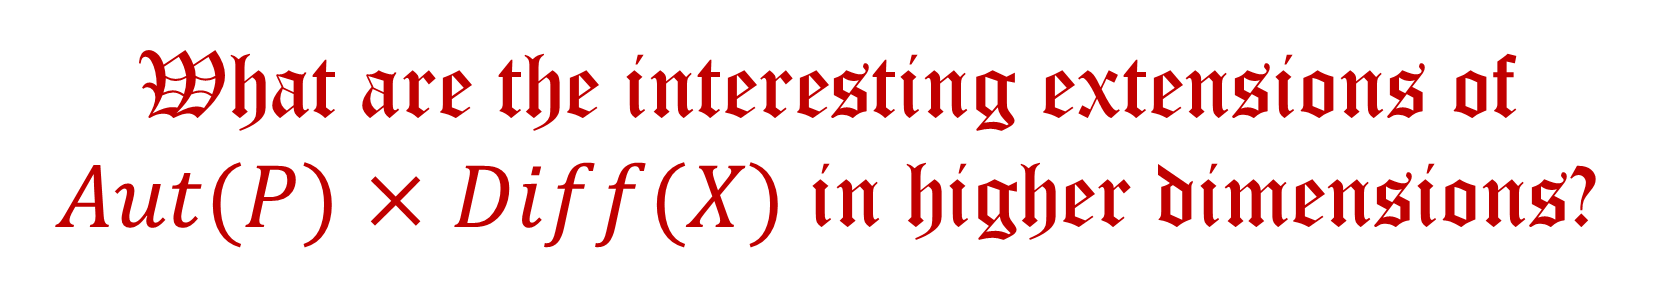 What are the interesting extensions of
𝐴𝑢𝑡(𝑃) × 𝐷𝑖𝑓𝑓(𝑋) in higher dimensions?